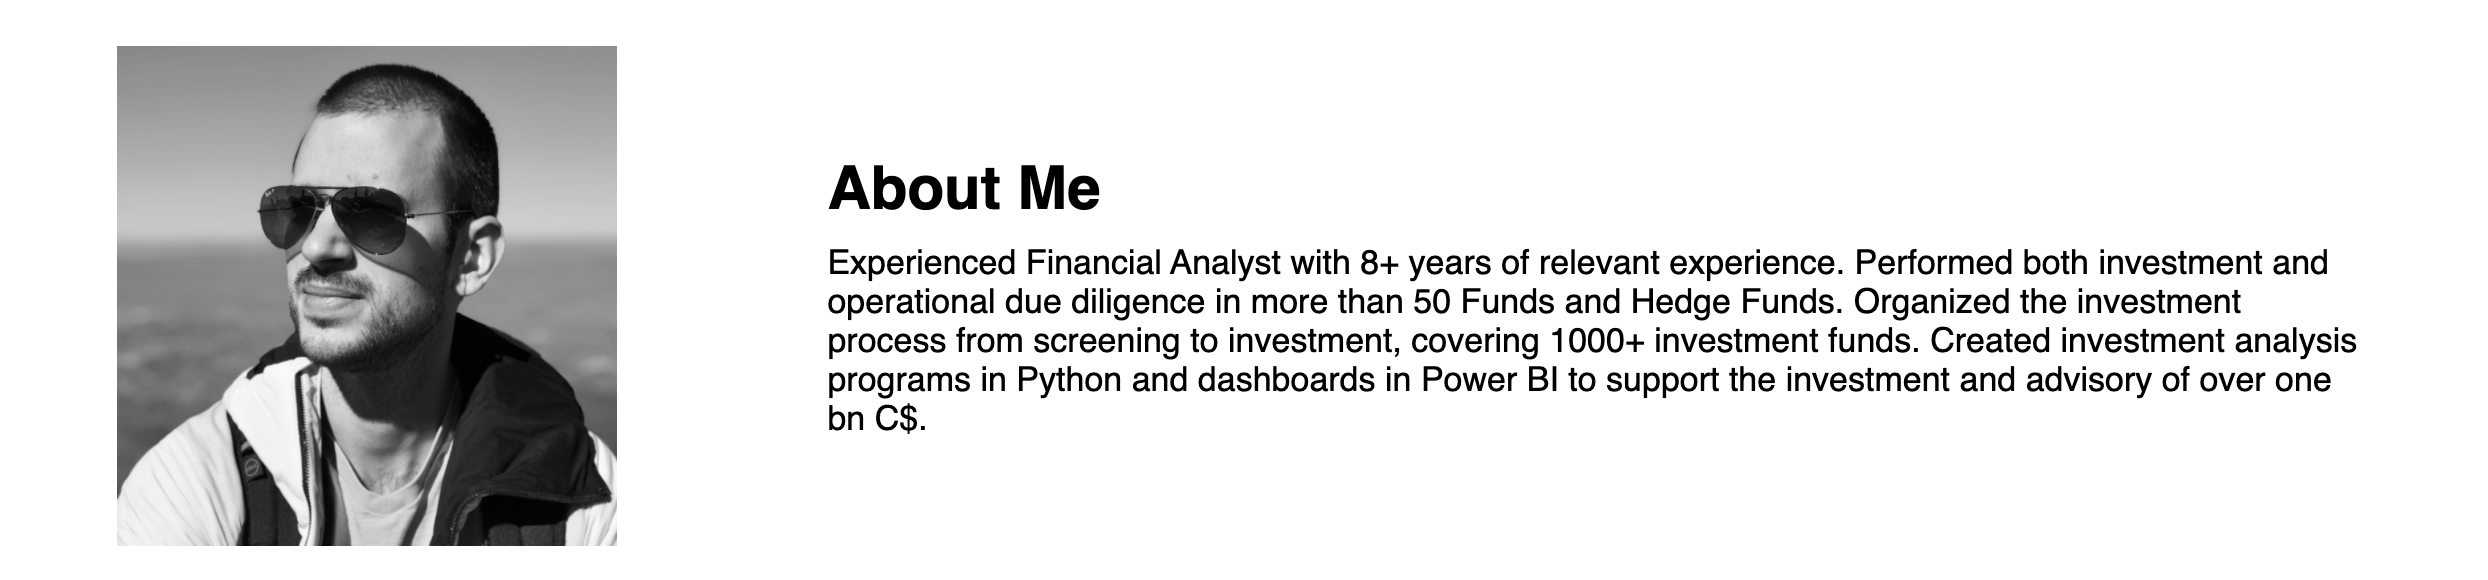 About Me
Experienced Financial Analyst with 8+ years of relevant experience. Performed both investment and
operational due diligence in more than 50 Funds and Hedge Funds. Organized the investment
process from screening to investment, covering 1000+ investment funds. Created investment analysis
programs in Python and dashboards in Power BI to support the investment and advisory of over one
bn C$.